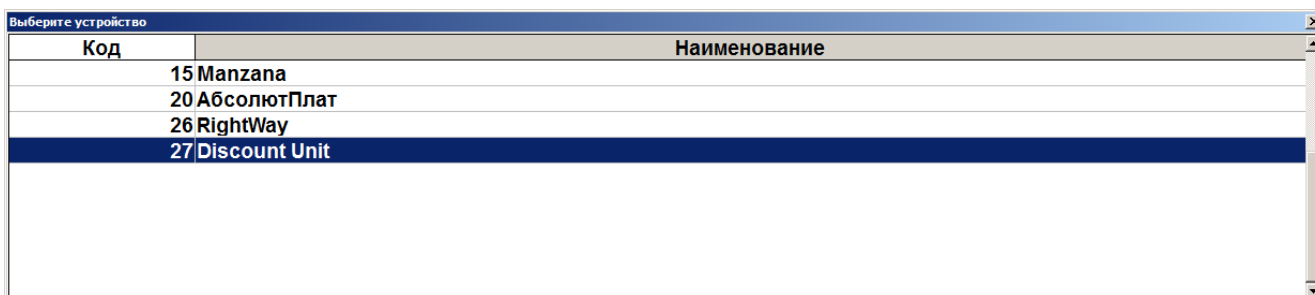 Выберите устройство
Код Наименование
15 Manzana
20 АбсолютПлат
26 RightWay
27 Discount Unit